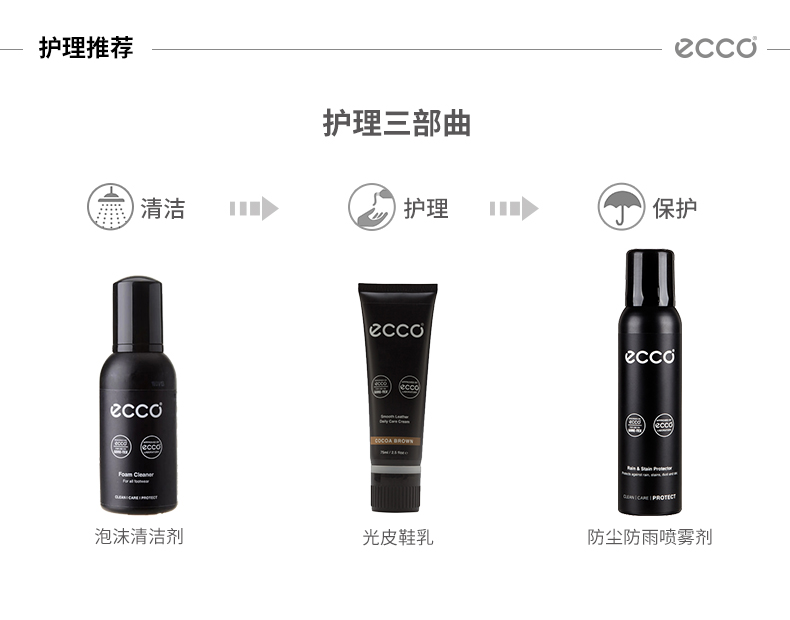 护理推荐
ecco
护理三部曲
清洁
护理
保护
ecco
Foam Cleaner
For all footwear
CLEAN | CARE | PROTECT
泡沫清洁剂
ecco
Smooth Leather
Daily Care Cream
COCOA BROWN
光皮鞋乳
ecco
Rain & Stain Protector
CLEAN | CARE | PROTECT
防尘防雨喷雾剂